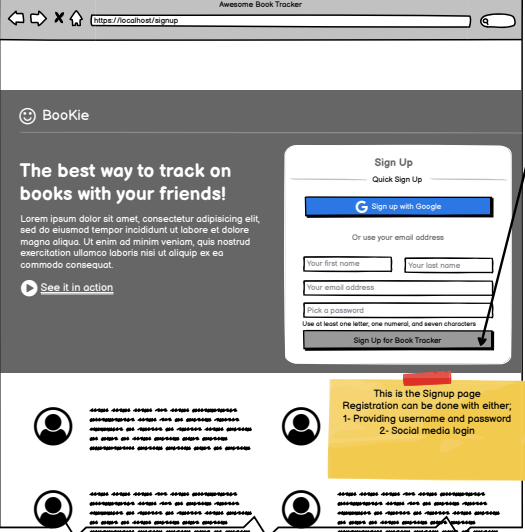 Awesome Book Tracker
https://localhost/signup
BooKie
The best way to track on
books with your friends!
Lorem ipsum dolor sit amet, consectetur adipisicing elit,
sed do eiusmod tempor incididunt ut labore et dolore
magna aliqua. Ut enim ad minim veniam, quis nostrud
exercitation ullamco laboris nisi ut aliquip ex ea
commodo consequat.
See it in action
Sign Up
Quick Sign Up
G Sign up with Google
Or use your email address
Your first name
Your last name
Your email address
Pick a password
Use at least one letter, one numeral, and seven characters
Sign Up for Book Tracker
This is the Signup page
Registration can be done with either;
1- Providing username and password
2- Social media login